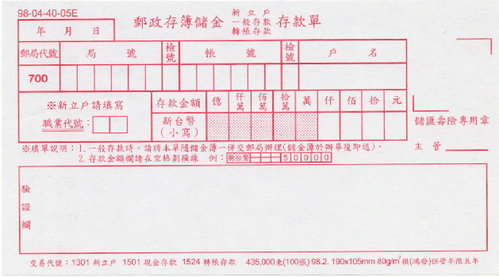 98-04-40-05E
年 月 日
郵政存簿儲金 新立戶 一般存款 轉帳存款 存款單
郵局代號 局號 檢號 帳號 檢號 戶名
700
※新立戶請填寫
職業代號：
存款金額 億 仟萬 佰萬 拾萬 萬 仟 佰 拾 元
新台幣
(小寫)
儲匯壽險專用章
主管
※填單說明：1.一般存款時，請將本單隨儲金簿一併交郵局辦理(儲金簿於辦畢後即退)。
2.存款金額欄請在空格劃橫線 例：新台幣 50000
驗證欄
交易代號：1301 新立戶 1501 現金存款 1524 轉帳存款 435,000束(100張)98.2. 190x105mm 80g/m² 模(鴻發)保管年限五年